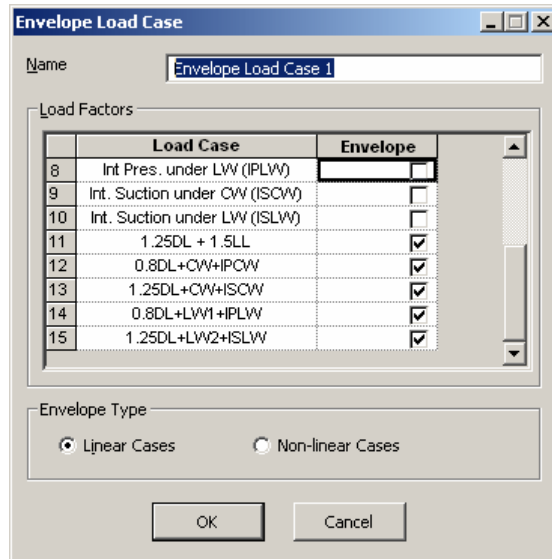 Envelope Load Case
Name
Envelope Load Case 1
Load Factors
Load Case Envelope
8 Int Pres. under LW (IPLW)
9 Int. Suction under CW (ISCW)
10 Int. Suction under LW (ISLW)
11 1.25DL + 1.5LL
12 0.8DL+CW+IPCW
13 1.25DL+CW+ISCW
14 0.8DL+LW1+IPLW
15 1.25DL+LW2+ISLW
Envelope Type
Linear Cases Non-linear Cases
OK Cancel